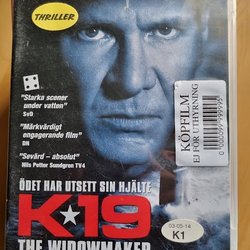 THRILLER
"Starka scener
under vatten"
SvD
"Märkvärdigt
engagerande film"
DN
"Sevärd – absolut"
Nils Petter Sundgren TV4
KÖPFILM
EJ FÖR UTHYRNING
ÖDET HAR UTSETT SIN HJÄLTE
K★19
THE WIDOWMAKER
03-05-14
K1